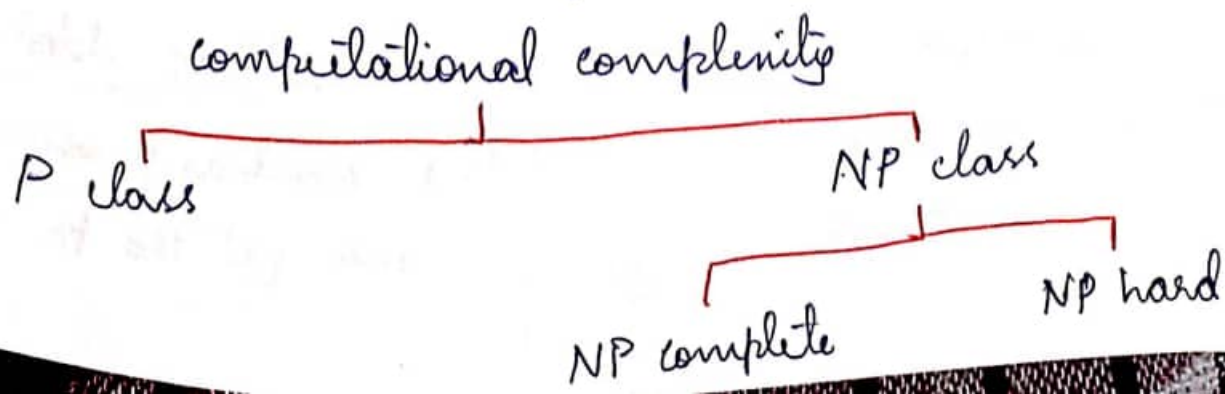 computational complexity
P class
NP class
NP complete
NP hard